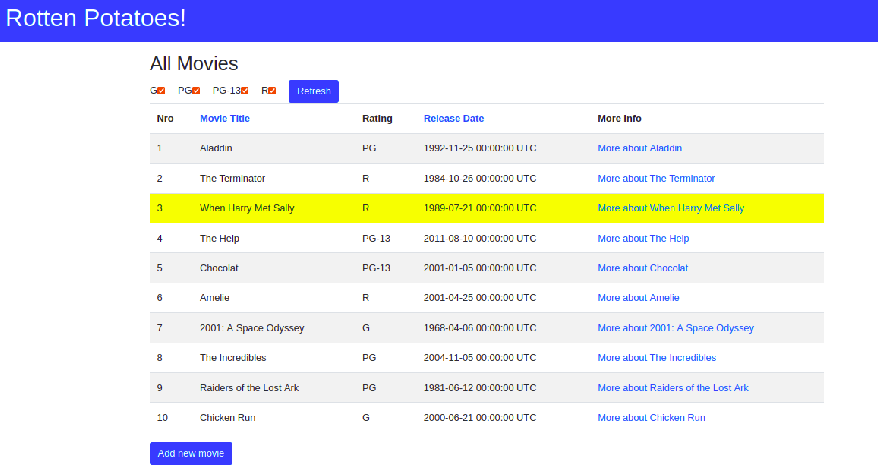 Rotten Potatoes!
All Movies
G PG PG-13 R Refresh
Nro Movie Title Rating Release Date More Info
1 Aladdin PG 1992-11-25 00:00:00 UTC More about Aladdin
2 The Terminator R 1984-10-26 00:00:00 UTC More about The Terminator
3 When Harry Met Sally R 1989-07-21 00:00:00 UTC More about When Harry Met Sally
4 The Help PG-13 2011-08-10 00:00:00 UTC More about The Help
5 Chocolat PG-13 2001-01-05 00:00:00 UTC More about Chocolat
6 Amelie R 2001-04-25 00:00:00 UTC More about Amelie
7 2001: A Space Odyssey G 1968-04-06 00:00:00 UTC More about 2001: A Space Odyssey
8 The Incredibles PG 2004-11-05 00:00:00 UTC More about The Incredibles
9 Raiders of the Lost Ark PG 1981-06-12 00:00:00 UTC More about Raiders of the Lost Ark
10 Chicken Run G 2000-06-21 00:00:00 UTC More about Chicken Run
Add new movie